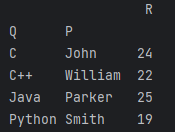 R
Q P
C John 24
C++ William 22
Java Parker 25
Python Smith 19